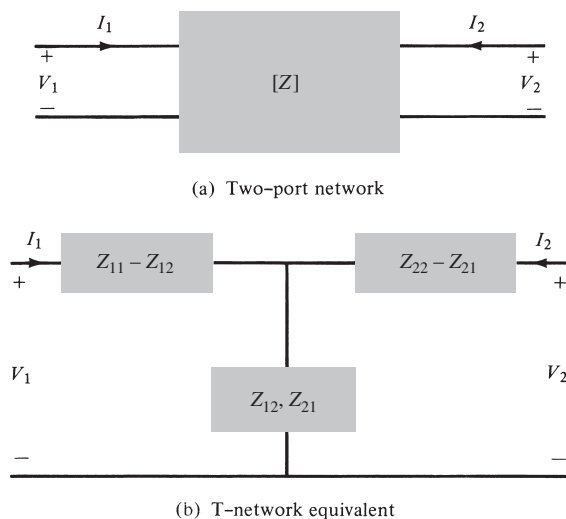 I₁ I₂
+ +
V₁ [Z] V₂
− −
(a) Two-port network
I₁ I₂
Z₁₁ – Z₁₂ Z₂₂ – Z₂₁
+ +
V₁ V₂
Z₁₂, Z₂₁
− −
(b) T-network equivalent